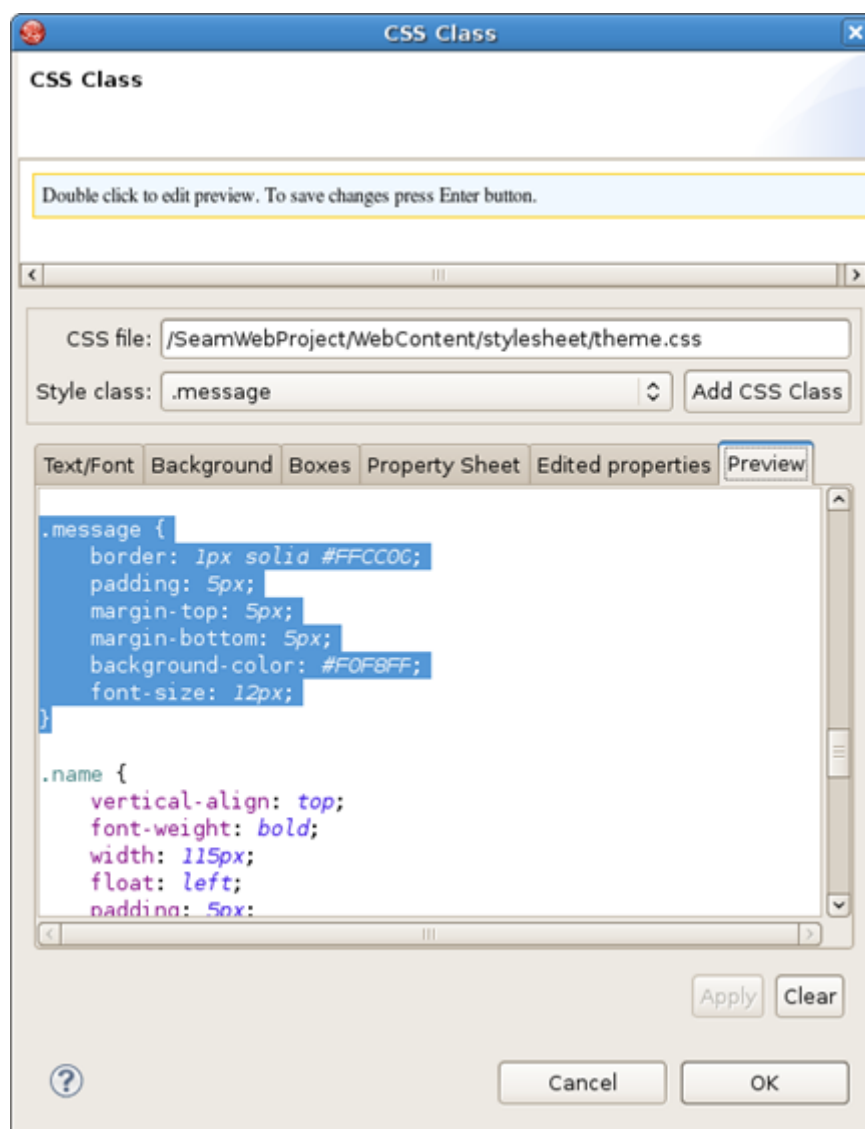 CSS Class
CSS Class
Double click to edit preview. To save changes press Enter button.
CSS file: /SeamWebProject/WebContent/stylesheet/theme.css
Style class: .message Add CSS Class
Text/Font Background Boxes Property Sheet Edited properties Preview
.message {
border: 1px solid #FFCC00;
padding: 5px;
margin-top: 5px;
margin-bottom: 5px;
background-color: #F0F8FF;
font-size: 12px;
}
.name {
vertical-align: top;
font-weight: bold;
width: 115px;
float: left;
padding: 5px;
Apply Clear
? Cancel OK